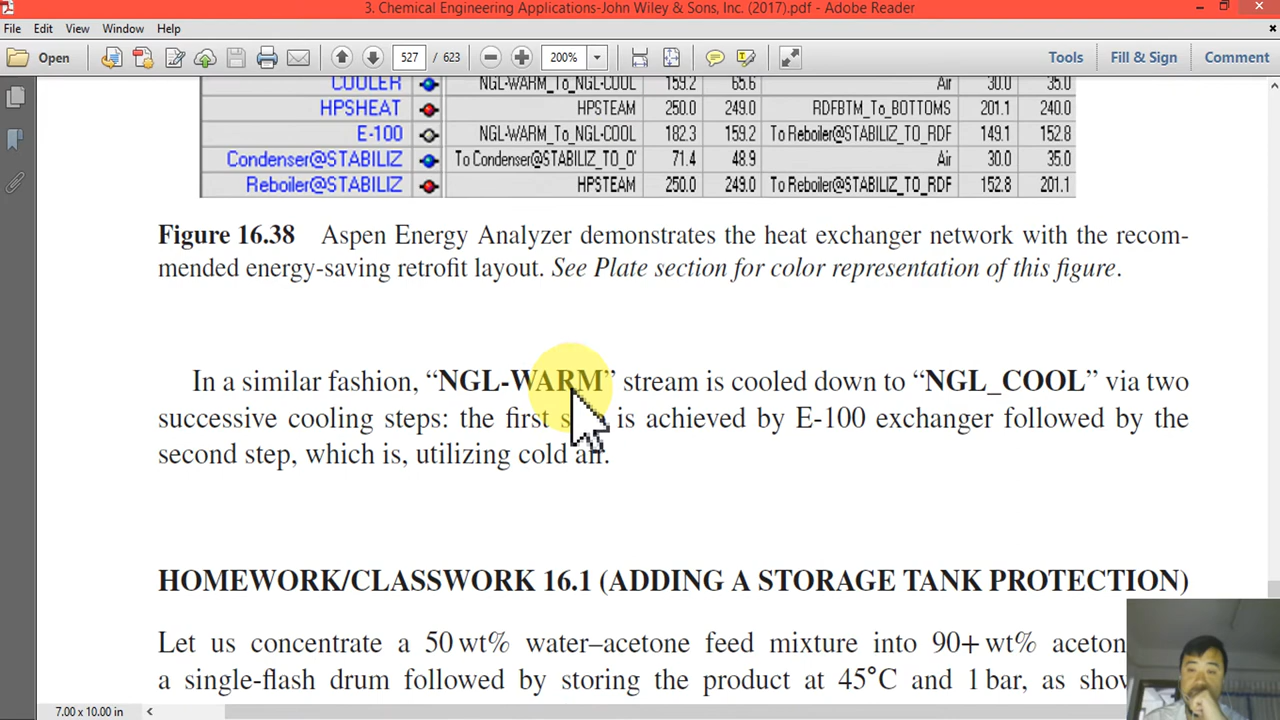 3. Chemical Engineering Applications-John Wiley & Sons, Inc. (2017).pdf - Adobe Reader
File Edit View Window Help
Open 527 / 623 200% Tools Fill & Sign Comment
COOLER NGL-WARM_To_NGL-COOL 159.2 65.6 Air 30.0 35.0
HPSHEAT HPSTEAM 250.0 249.0 RDFBTM_To_BOTTOMS 201.1 240.0
E-100 NGL-WARM_To_NGL-COOL 182.3 159.2 To Reboiler@STABILIZ_TO_RDF 149.1 152.8
Condenser@STABILIZ To Condenser@STABILIZ_TO_O' 71.4 48.9 Air 30.0 35.0
Reboiler@STABILIZ HPSTEAM 250.0 249.0 To Reboiler@STABILIZ_TO_RDF 152.8 201.1
Figure 16.38 Aspen Energy Analyzer demonstrates the heat exchanger network with the recom-
mended energy-saving retrofit layout. See Plate section for color representation of this figure.
In a similar fashion, “NGL-WARM” stream is cooled down to “NGL_COOL” via two
successive cooling steps: the first is achieved by E-100 exchanger followed by the
second step, which is, utilizing cold air.
HOMEWORK/CLASSWORK 16.1 (ADDING A STORAGE TANK PROTECTION)
Let us concentrate a 50 wt% water–acetone feed mixture into 90+ wt%
a single-flash drum followed by storing the product at 45°C and 1 bar, as
7.00 x 10.00 in